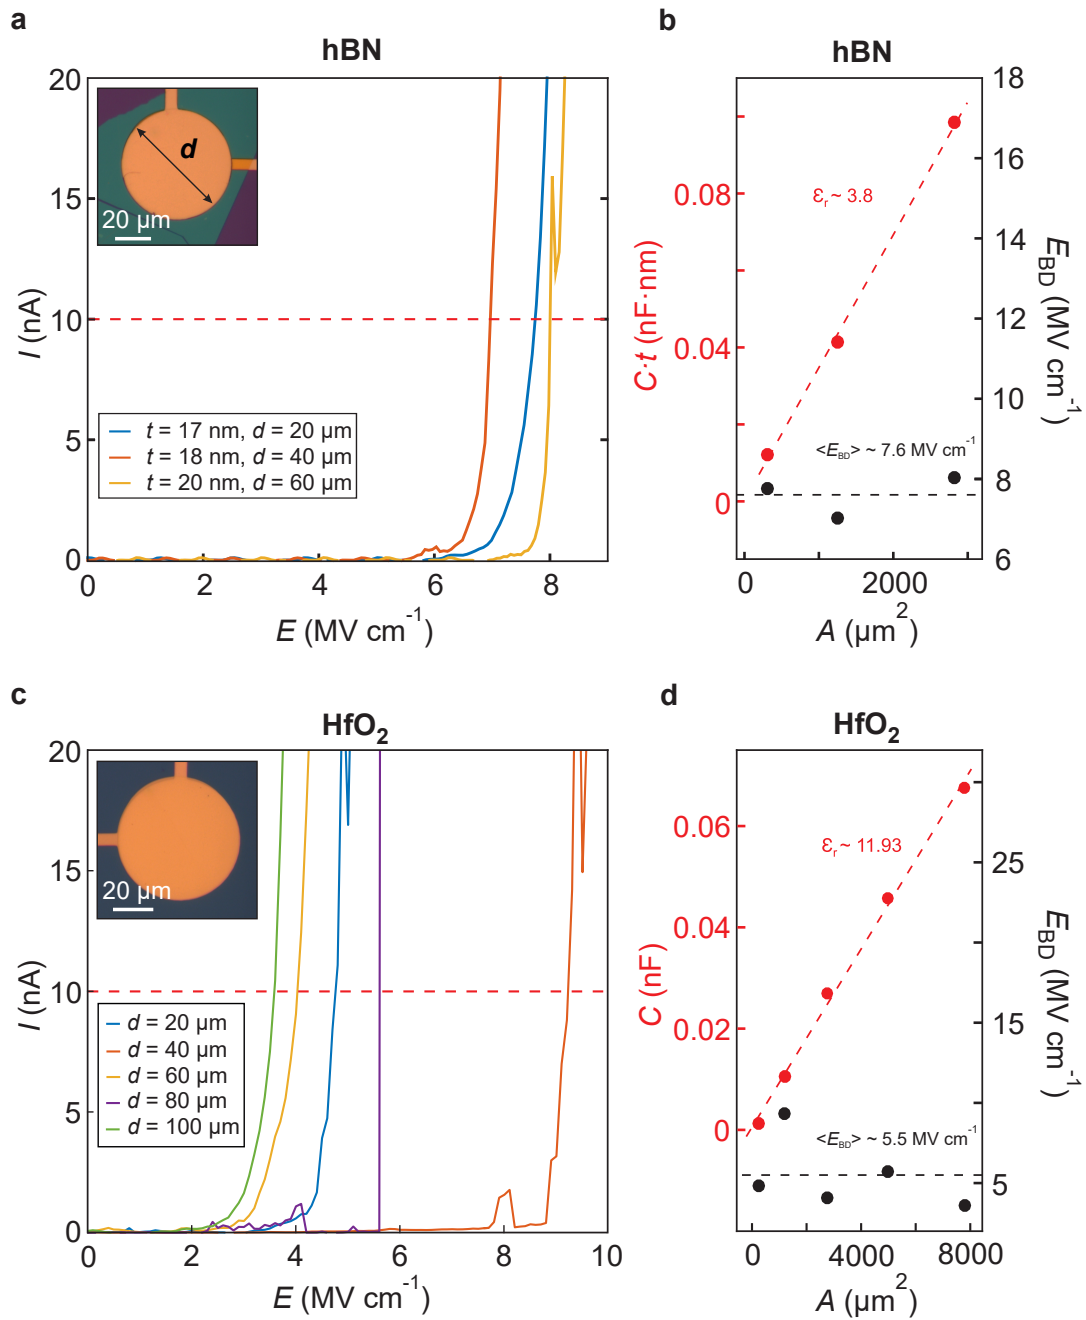 a
hBN
20
15
10
5
0
I (nA)
d
20 µm
t = 17 nm, d = 20 µm
t = 18 nm, d = 40 µm
t = 20 nm, d = 60 µm
0 2 4 6 8
E (MV cm⁻¹)
b
hBN
0.08
0.04
0
C·t (nF·nm)
εr ~ 3.8
<E_BD> ~ 7.6 MV cm⁻¹
18
16
14
12
10
8
6
E_BD (MV cm⁻¹)
0 2000
A (µm²)
c
HfO₂
20
15
10
5
0
I (nA)
20 µm
d = 20 µm
d = 40 µm
d = 60 µm
d = 80 µm
d = 100 µm
0 2 4 6 8 10
E (MV cm⁻¹)
d
HfO₂
0.06
0.04
0.02
0
C (nF)
εr ~ 11.93
<E_BD> ~ 5.5 MV cm⁻¹
25
15
5
E_BD (MV cm⁻¹)
0 4000 8000
A (µm²)